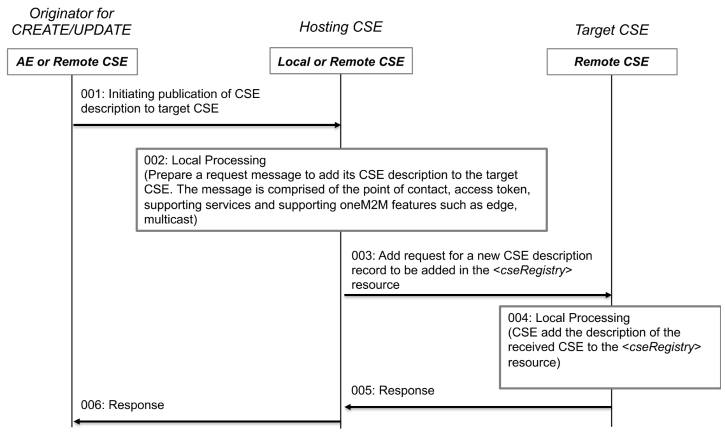 Originator for
CREATE/UPDATE
Hosting CSE
Target CSE
AE or Remote CSE
Local or Remote CSE
Remote CSE
001: Initiating publication of CSE
description to target CSE
002: Local Processing
(Prepare a request message to add its CSE description to the target
CSE. The message is comprised of the point of contact, access token,
supporting services and supporting oneM2M features such as edge,
multicast)
003: Add request for a new CSE description
record to be added in the <cseRegistry>
resource
004: Local Processing
(CSE add the description of the
received CSE to the <cseRegistry>
resource)
005: Response
006: Response